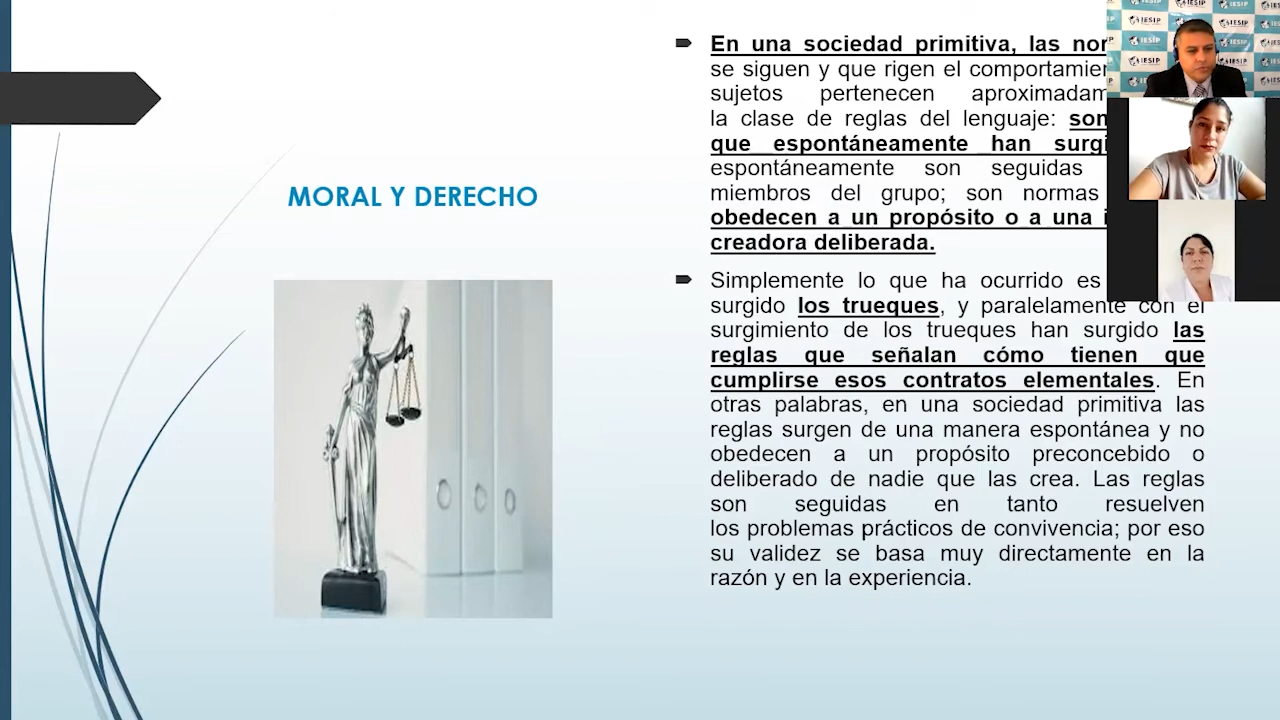 MORAL Y DERECHO
En una sociedad primitiva, las
se siguen y que rigen el
sujetos pertenecen
la clase de reglas del lenguaje: son
que espontáneamente han
espontáneamente son seguidas
miembros del grupo; son normas
obedecen a un propósito o a una
creadora deliberada.
Simplemente lo que ha ocurrido es
surgido los trueques, y paralelamente con el
surgimiento de los trueques han surgido las
reglas que señalan cómo tienen que
cumplirse esos contratos elementales. En
otras palabras, en una sociedad primitiva las
reglas surgen de una manera espontánea y no
obedecen a un propósito preconcebido o
deliberado de nadie que las crea. Las reglas
son seguidas en tanto resuelven
los problemas prácticos de convivencia; por eso
su validez se basa muy directamente en la
razón y en la experiencia.
IESIP